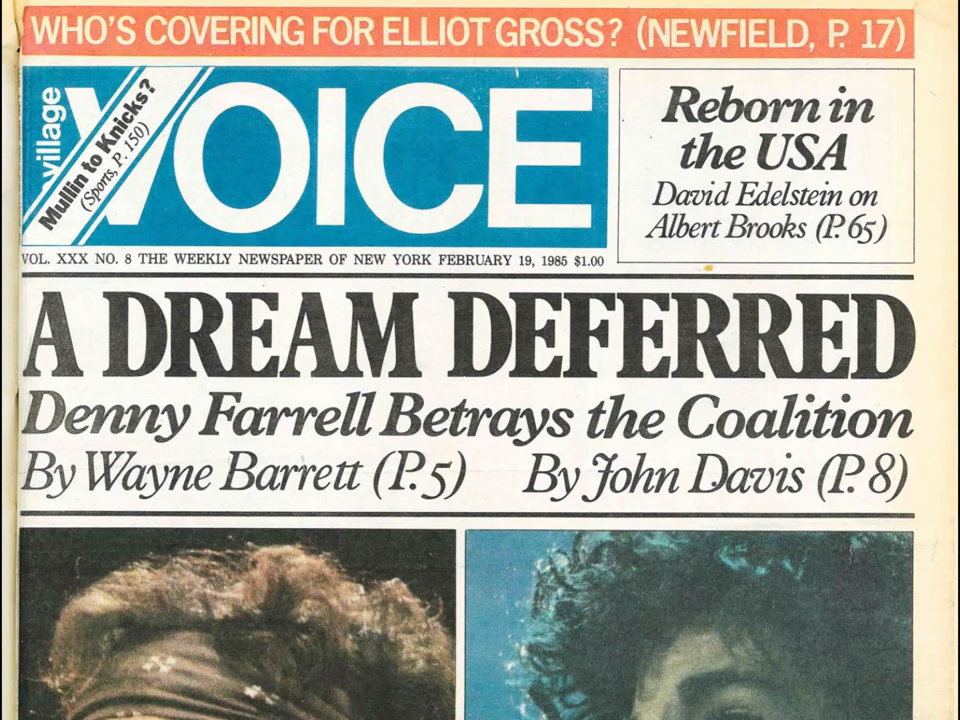 WHO'S COVERING FOR ELLIOT GROSS? (NEWFIELD, P. 17)
village
VOICE
Mullin to Knicks?
(Sports, P. 150)
Reborn in
the USA
David Edelstein on
Albert Brooks (P. 65)
VOL. XXX NO. 8 THE WEEKLY NEWSPAPER OF NEW YORK FEBRUARY 19, 1985 $1.00
A DREAM DEFERRED
Denny Farrell Betrays the Coalition
By Wayne Barrett (P. 5) By John Davis (P. 8)